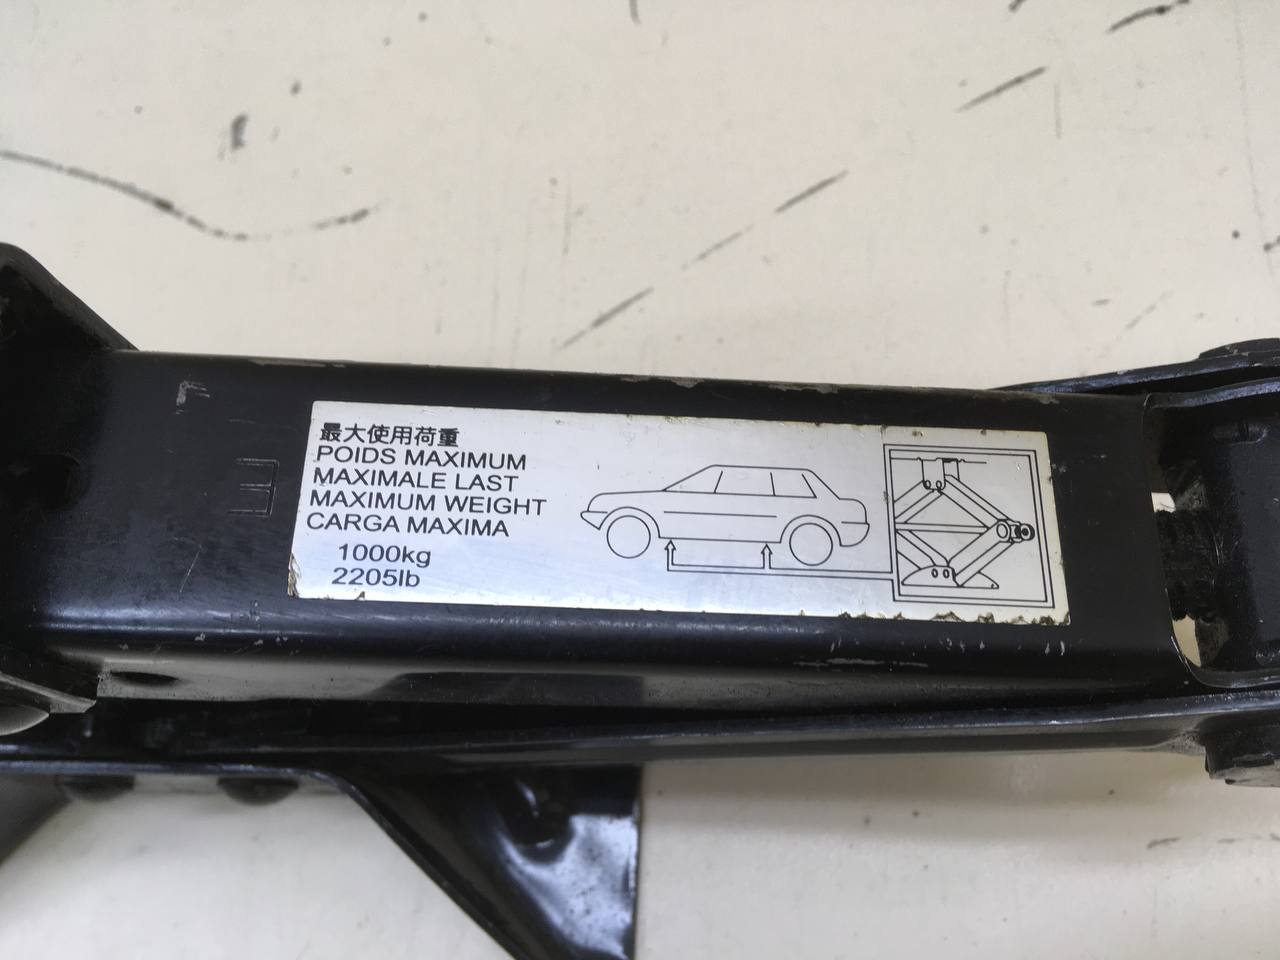 最大使用荷重
POIDS MAXIMUM
MAXIMALE LAST
MAXIMUM WEIGHT
CARGA MAXIMA
1000kg
2205lb